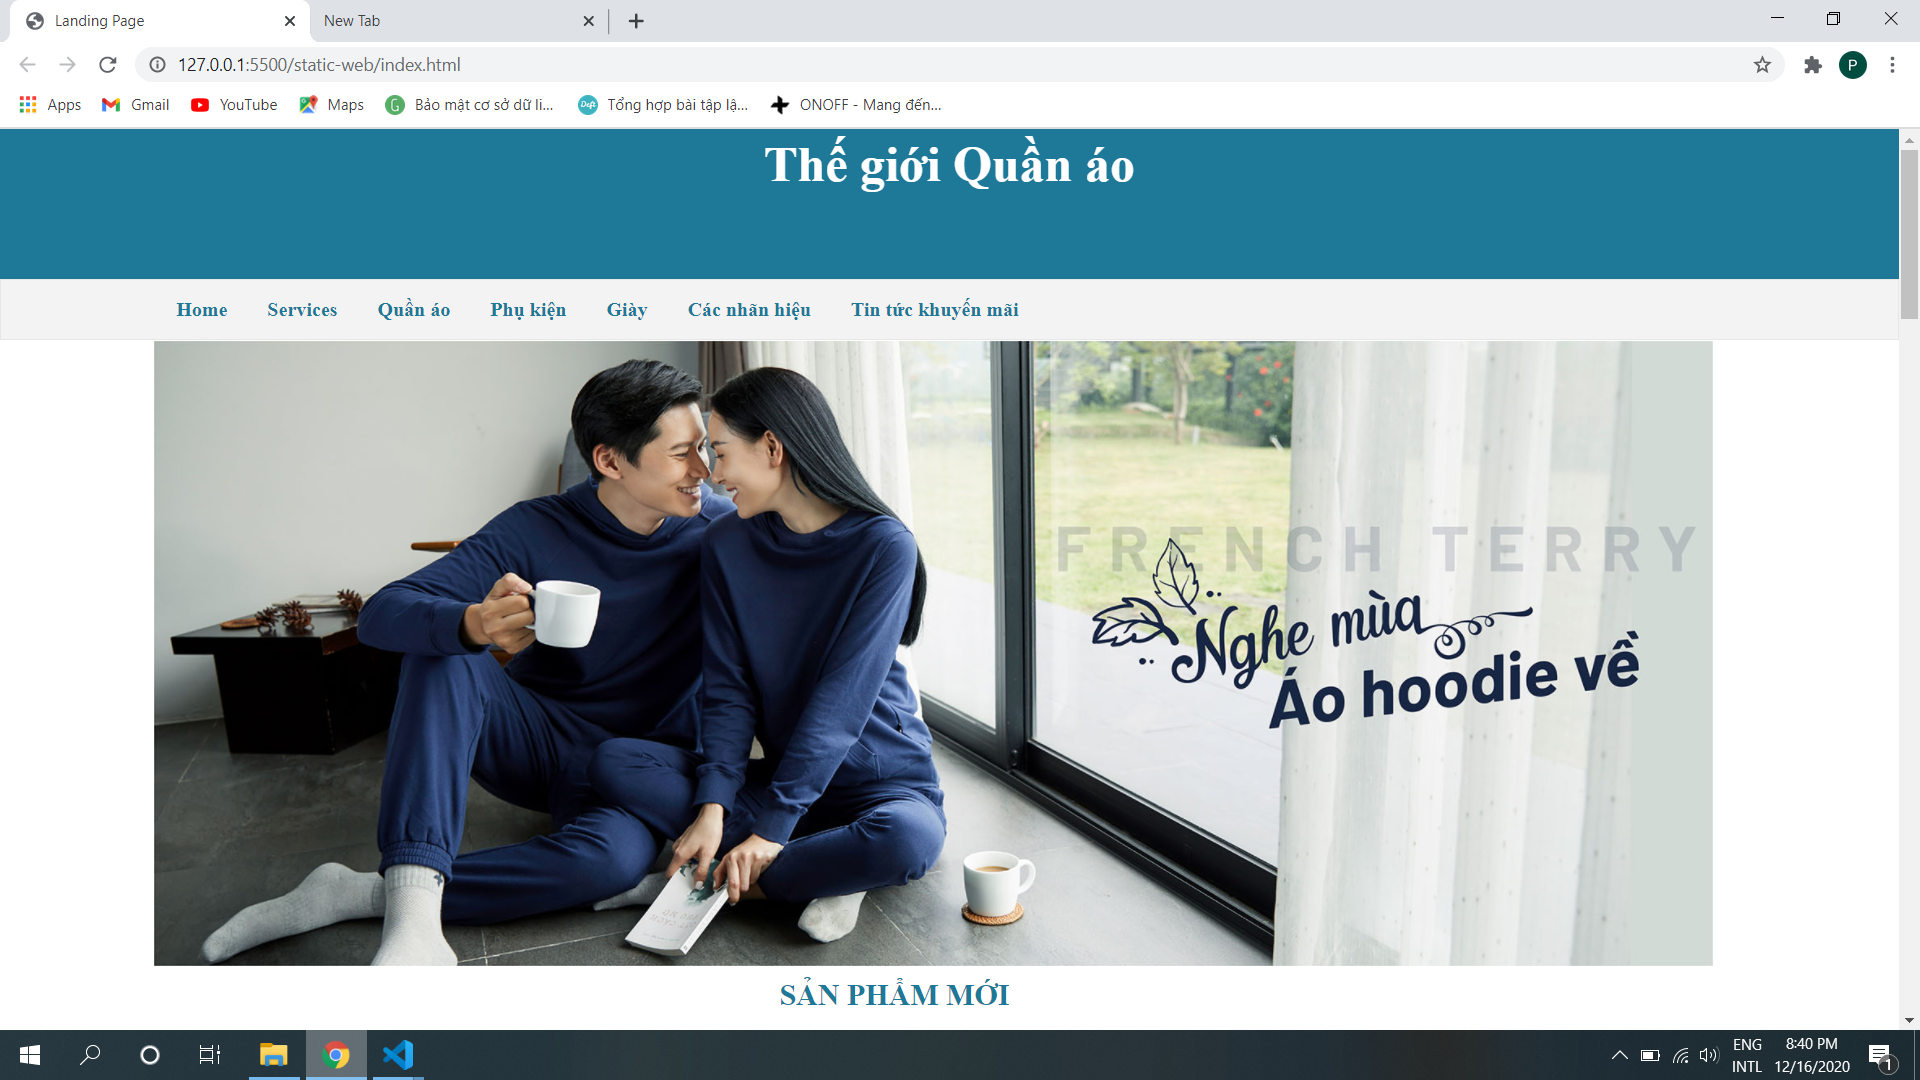 Landing Page
New Tab
127.0.0.1:5500/static-web/index.html
P
Apps
Gmail
YouTube
Maps
Bảo mật cơ sở dữ li...
Tổng hợp bài tập lậ...
ONOFF - Mang đến...
Thế giới Quần áo
Home
Services
Quần áo
Phụ kiện
Giày
Các nhãn hiệu
Tin tức khuyến mãi
FRENCH TERRY
Nghe mùa
Áo hoodie về
SẢN PHẨM MỚI
ENG
INTL
8:40 PM
12/16/2020
1